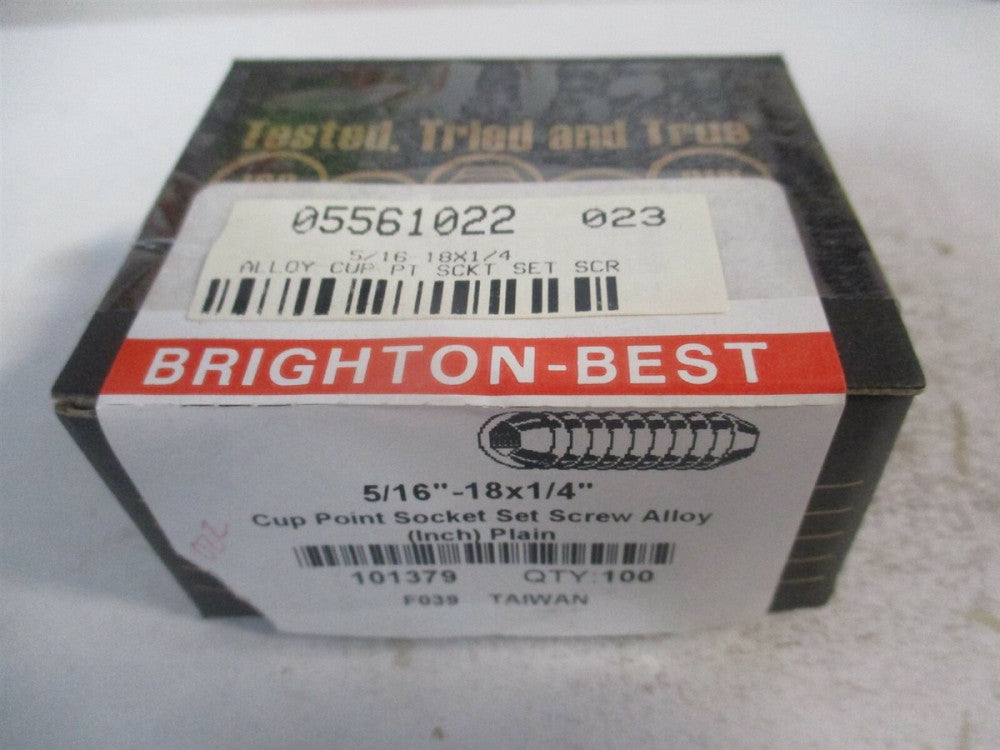 Tested, Tried and True
05561022 023
5/16 18X1/4
ALLOY CUP PT SCKT SET SCR
BRIGHTON-BEST
5/16"-18x1/4"
Cup Point Socket Set Screw Alloy
(Inch) Plain
101379 QTY:100
F039 TAIWAN